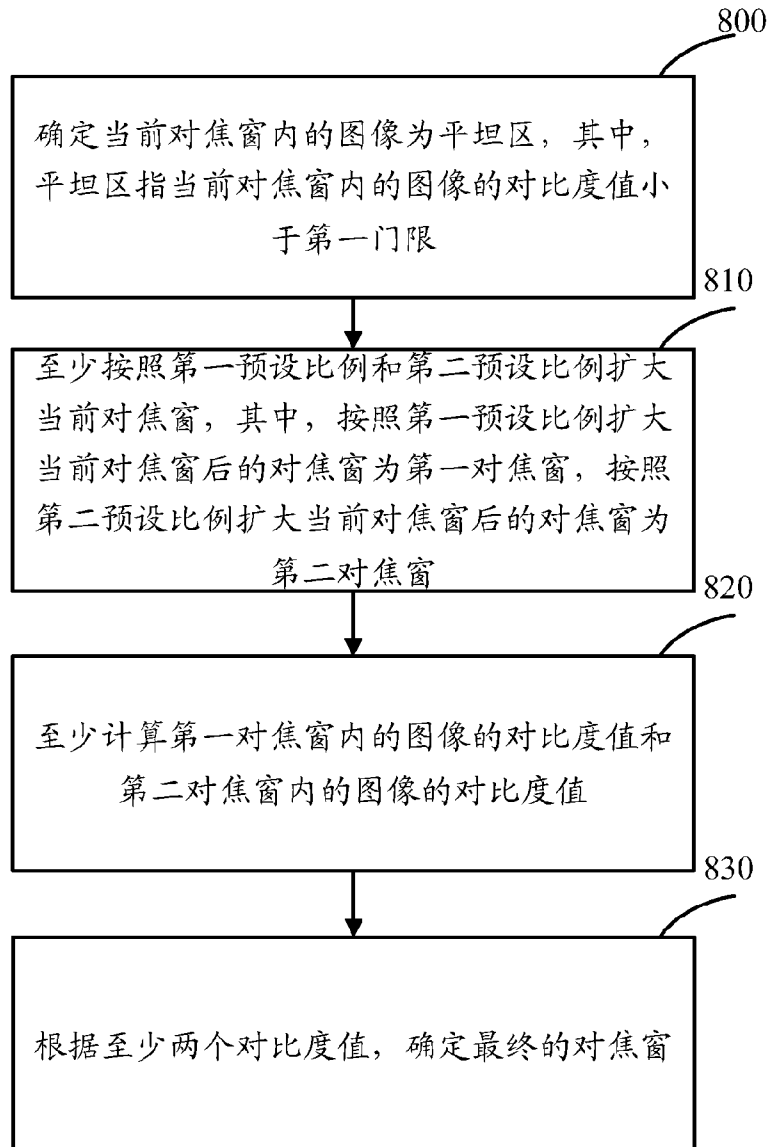 800
确定当前对焦窗内的图像为平坦区，其中，
平坦区指当前对焦窗内的图像的对比度值小
于第一门限
810
至少按照第一预设比例和第二预设比例扩大
当前对焦窗，其中，按照第一预设比例扩大
当前对焦窗后的对焦窗为第一对焦窗，按照
第二预设比例扩大当前对焦窗后的对焦窗为
第二对焦窗
820
至少计算第一对焦窗内的图像的对比度值和
第二对焦窗内的图像的对比度值
830
根据至少两个对比度值，确定最终的对焦窗